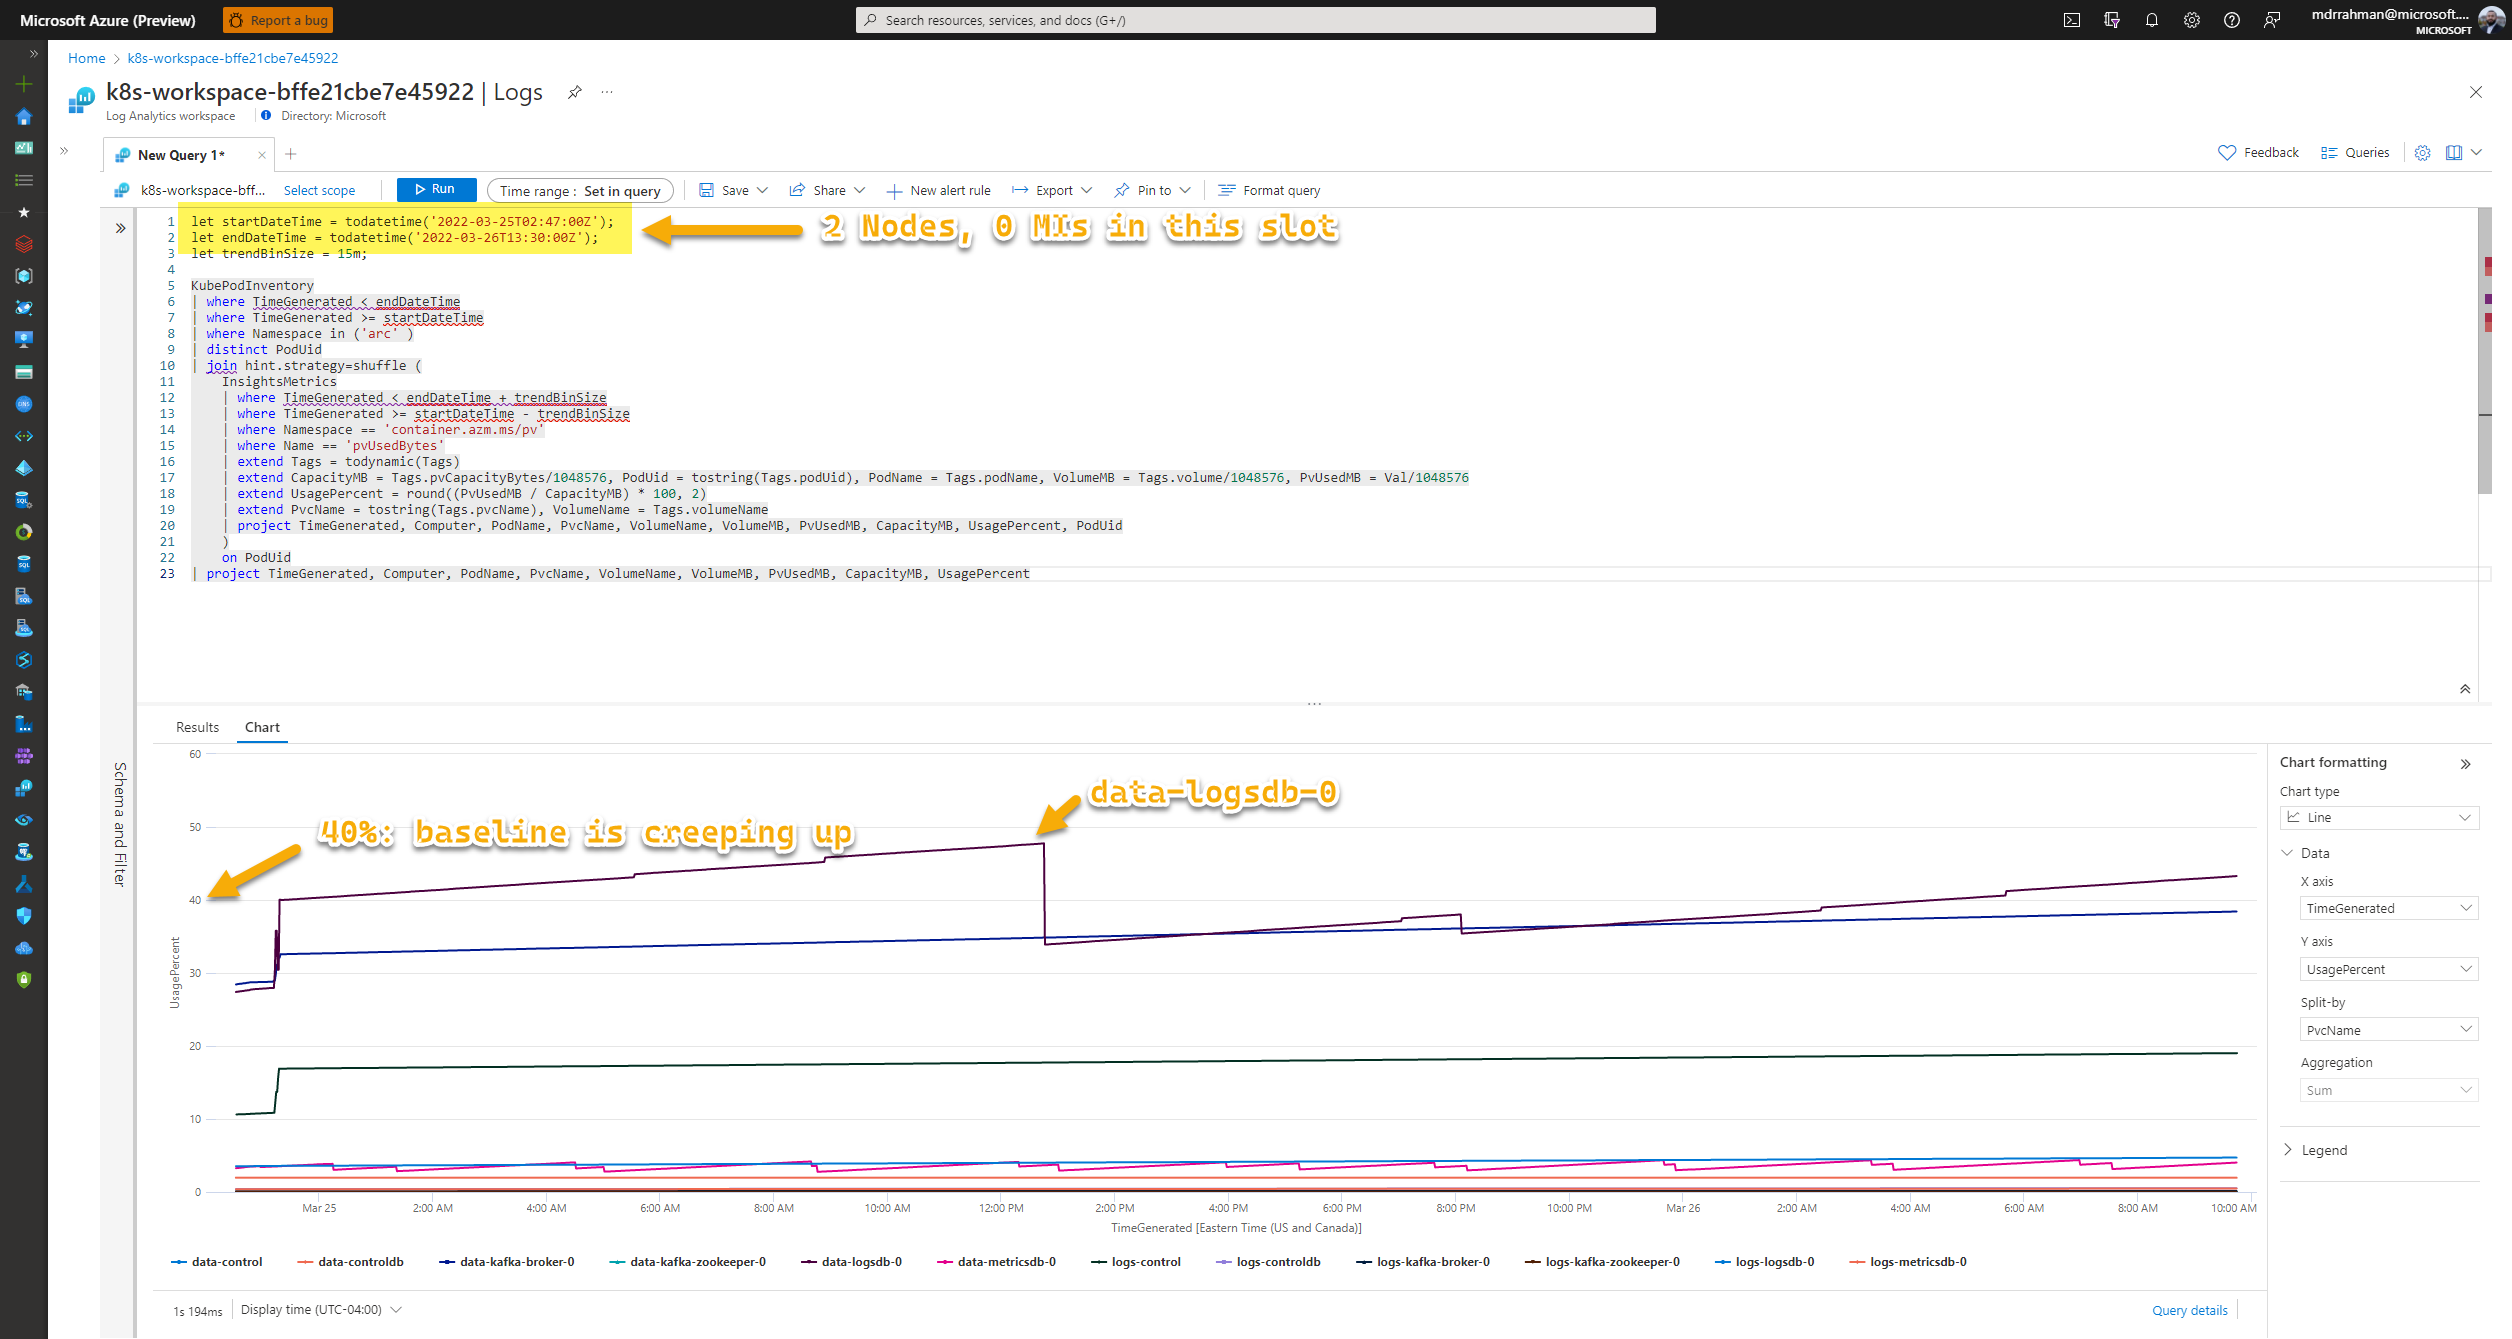 Microsoft Azure (Preview)
Report a bug
Search resources, services, and docs (G+/)
mdrrahman@microsoft....
MICROSOFT
Home > k8s-workspace-bffe21cbe7e45922
k8s-workspace-bffe21cbe7e45922 | Logs
Log Analytics workspace
Directory: Microsoft
New Query 1*
Feedback
Queries
k8s-workspace-bff...
Select scope
Run
Time range : Set in query
Save
Share
New alert rule
Export
Pin to
Format query
1 let startDateTime = todatetime('2022-03-25T02:47:00Z');
2 let endDateTime = todatetime('2022-03-26T13:30:00Z');
3 let trendBinSize = 15m;
4
5 KubePodInventory
6 | where TimeGenerated < endDateTime
7 | where TimeGenerated >= startDateTime
8 | where Namespace in ('arc' )
9 | distinct PodUid
10 | join hint.strategy=shuffle (
11 InsightsMetrics
12 | where TimeGenerated < endDateTime + trendBinSize
13 | where TimeGenerated >= startDateTime - trendBinSize
14 | where Namespace == 'container.azm.ms/pv'
15 | where Name == 'pvUsedBytes'
16 | extend Tags = todynamic(Tags)
17 | extend CapacityMB = Tags.pvCapacityBytes/1048576, PodUid = tostring(Tags.podUid), PodName = Tags.podName, VolumeMB = Tags.volume/1048576, PvUsedMB = Val/1048576
18 | extend UsagePercent = round((PvUsedMB / CapacityMB) * 100, 2)
19 | extend PvcName = tostring(Tags.pvcName), VolumeName = Tags.volumeName
20 | project TimeGenerated, Computer, PodName, PvcName, VolumeName, VolumeMB, PvUsedMB, CapacityMB, UsagePercent, PodUid
21 )
22 on PodUid
23 | project TimeGenerated, Computer, PodName, PvcName, VolumeName, VolumeMB, PvUsedMB, CapacityMB, UsagePercent
2 Nodes, 0 MIs in this slot
Schema and Filter
Results
Chart
60
50
40
30
20
10
0
UsagePercent
40%: baseline is creeping up
data-logsdb-0
Mar 25
2:00 AM
4:00 AM
6:00 AM
8:00 AM
10:00 AM
12:00 PM
2:00 PM
4:00 PM
6:00 PM
8:00 PM
10:00 PM
Mar 26
2:00 AM
4:00 AM
6:00 AM
8:00 AM
10:00 AM
TimeGenerated [Eastern Time (US and Canada)]
data-control
data-controldb
data-kafka-broker-0
data-kafka-zookeeper-0
data-logsdb-0
data-metricsdb-0
logs-control
logs-controldb
logs-kafka-broker-0
logs-kafka-zookeeper-0
logs-logsdb-0
logs-metricsdb-0
Chart formatting
Chart type
Line
Data
X axis
TimeGenerated
Y axis
UsagePercent
Split-by
PvcName
Aggregation
Sum
Legend
1s 194ms
Display time (UTC-04:00)
Query details